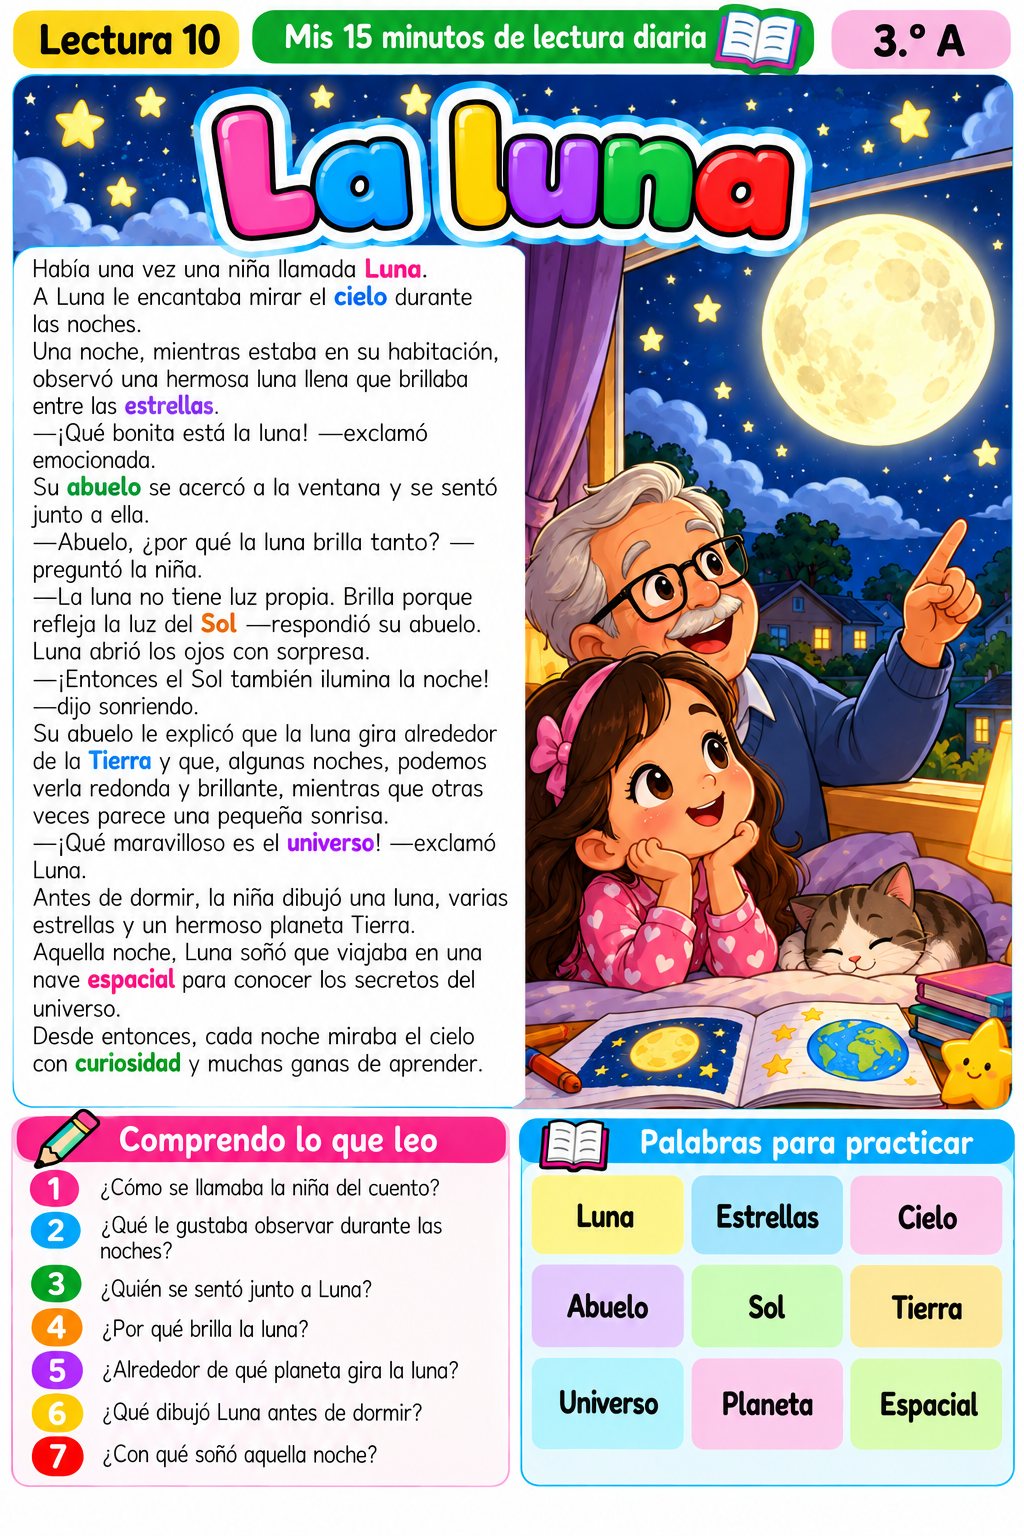 Lectura 10
Mis 15 minutos de lectura diaria
3.° A
La luna
Había una vez una niña llamada Luna.
A Luna le encantaba mirar el cielo durante
las noches.
Una noche, mientras estaba en su habitación,
observó una hermosa luna llena que brillaba
entre las estrellas.
—¡Qué bonita está la luna! —exclamó
emocionada.
Su abuelo se acercó a la ventana y se sentó
junto a ella.
—Abuelo, ¿por qué la luna brilla tanto? —
preguntó la niña.
—La luna no tiene luz propia. Brilla porque
refleja la luz del Sol —respondió su abuelo.
Luna abrió los ojos con sorpresa.
—¡Entonces el Sol también ilumina la noche!
—dijo sonriendo.
Su abuelo le explicó que la luna gira alrededor
de la Tierra y que, algunas noches, podemos
verla redonda y brillante, mientras que otras
veces parece una pequeña sonrisa.
—¡Qué maravilloso es el universo! —exclamó
Luna.
Antes de dormir, la niña dibujó una luna, varias
estrellas y un hermoso planeta Tierra.
Aquella noche, Luna soñó que viajaba en una
nave espacial para conocer los secretos del
universo.
Desde entonces, cada noche miraba el cielo
con curiosidad y muchas ganas de aprender.
Comprendo lo que leo
1 ¿Cómo se llamaba la niña del cuento?
2 ¿Qué le gustaba observar durante las
noches?
3 ¿Quién se sentó junto a Luna?
4 ¿Por qué brilla la luna?
5 ¿Alrededor de qué planeta gira la luna?
6 ¿Qué dibujó Luna antes de dormir?
7 ¿Con qué soñó aquella noche?
Palabras para practicar
Luna Estrellas Cielo
Abuelo Sol Tierra
Universo Planeta Espacial